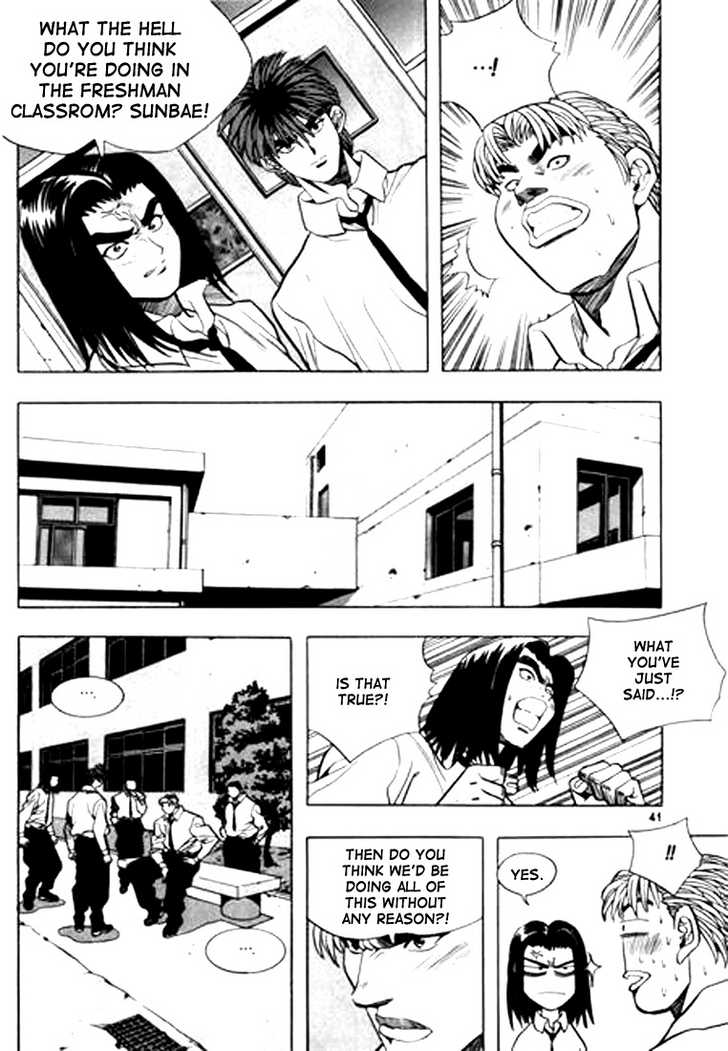 WHAT THE HELL
DO YOU THINK
YOU'RE DOING IN
THE FRESHMAN
CLASSROM? SUNBAE!
...!
...
IS THAT
TRUE?!
WHAT
YOU'VE
JUST
SAID...!?
...
41
THEN DO YOU
THINK WE'D BE
DOING ALL OF
THIS WITHOUT
ANY REASON?!
YES.
!!